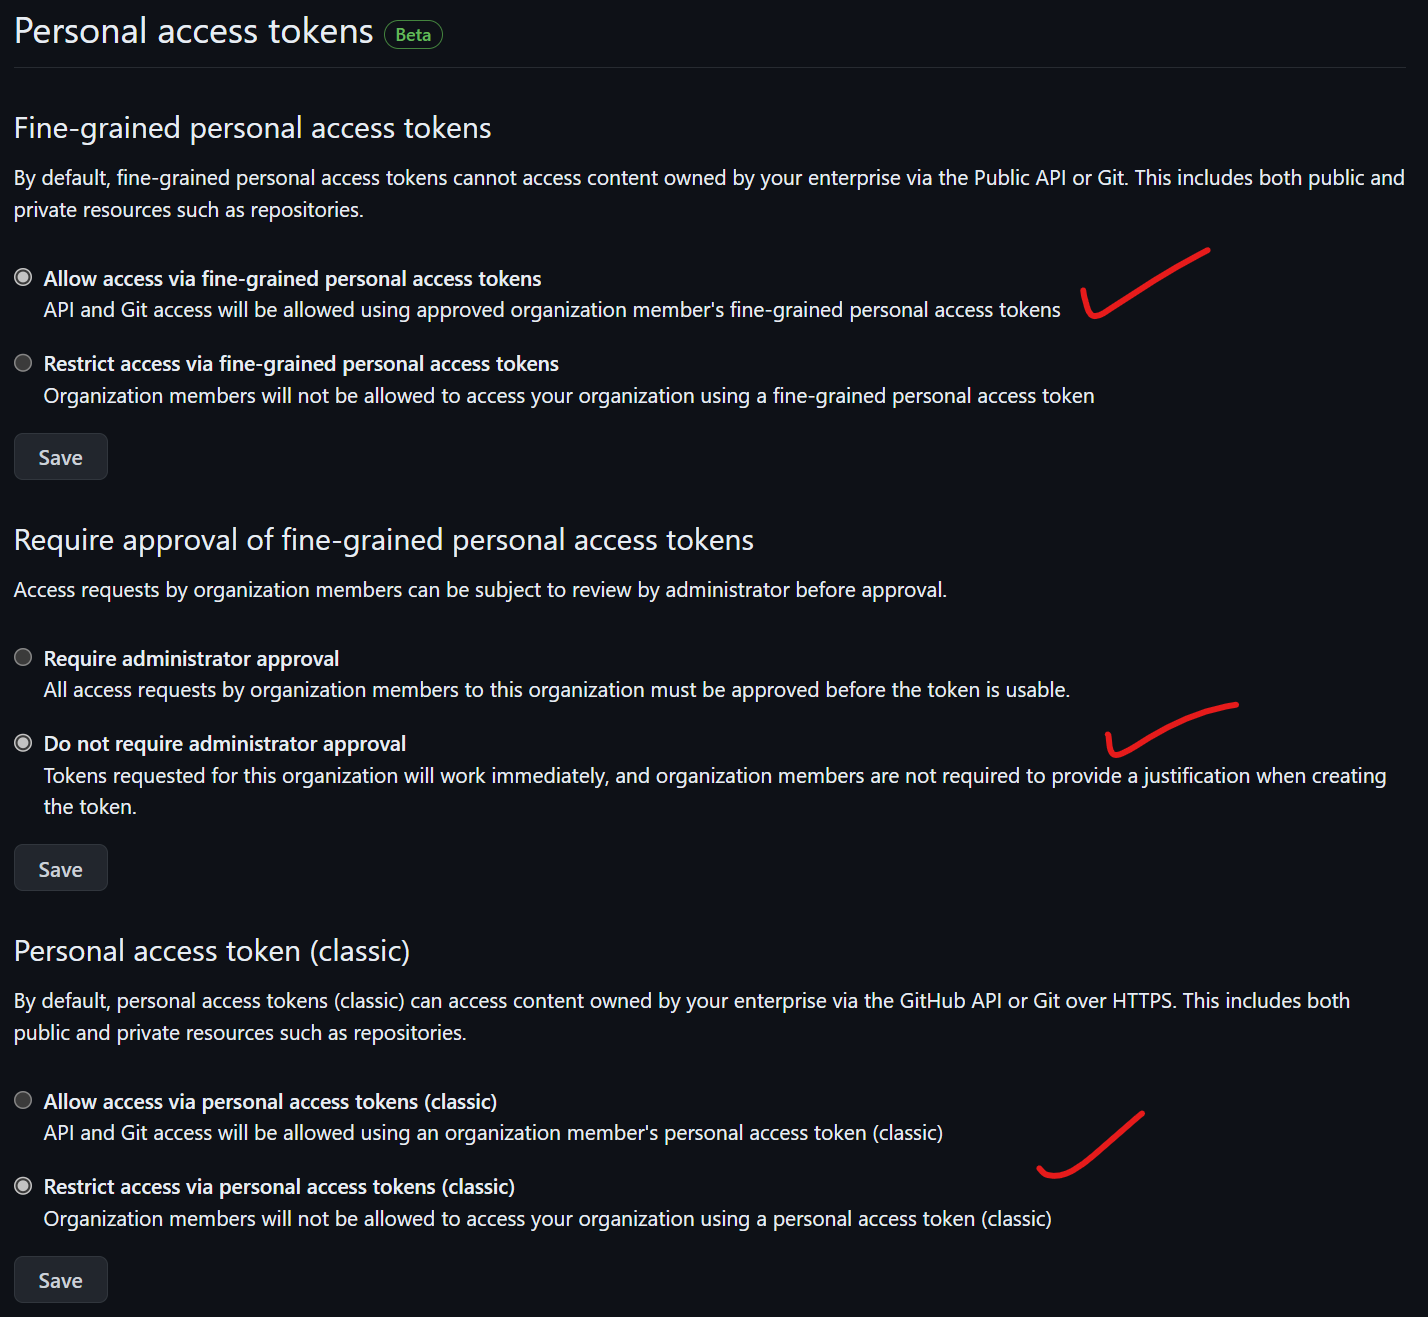 Personal access tokens Beta
Fine-grained personal access tokens
By default, fine-grained personal access tokens cannot access content owned by your enterprise via the Public API or Git. This includes both public and
private resources such as repositories.
Allow access via fine-grained personal access tokens
API and Git access will be allowed using approved organization member's fine-grained personal access tokens
Restrict access via fine-grained personal access tokens
Organization members will not be allowed to access your organization using a fine-grained personal access token
Save
Require approval of fine-grained personal access tokens
Access requests by organization members can be subject to review by administrator before approval.
Require administrator approval
All access requests by organization members to this organization must be approved before the token is usable.
Do not require administrator approval
Tokens requested for this organization will work immediately, and organization members are not required to provide a justification when creating
the token.
Save
Personal access token (classic)
By default, personal access tokens (classic) can access content owned by your enterprise via the GitHub API or Git over HTTPS. This includes both
public and private resources such as repositories.
Allow access via personal access tokens (classic)
API and Git access will be allowed using an organization member's personal access token (classic)
Restrict access via personal access tokens (classic)
Organization members will not be allowed to access your organization using a personal access token (classic)
Save